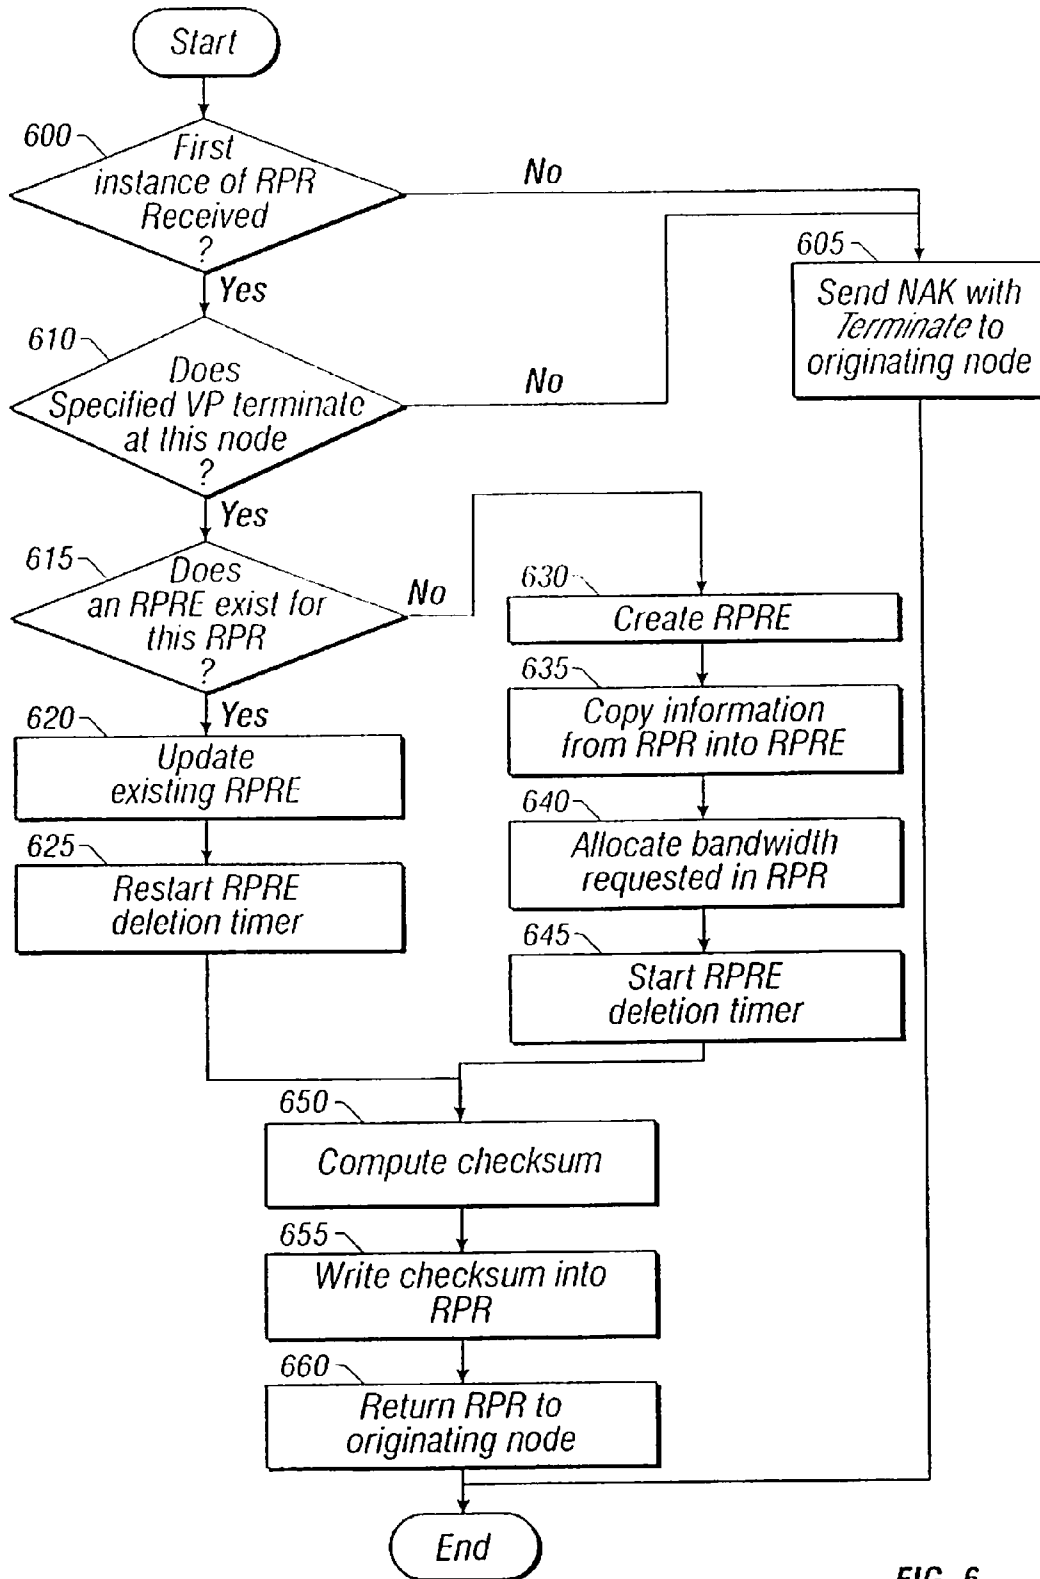 Start
600
First
instance of RPR
Received
?
No
Yes
605
Send NAK with
Terminate to
originating node
610
Does
Specified VP terminate
at this node
?
No
Yes
615
Does
an RPRE exist for
this RPR
?
No
Yes
620
Update
existing RPRE
625
Restart RPRE
deletion timer
630
Create RPRE
635
Copy information
from RPR into RPRE
640
Allocate bandwidth
requested in RPR
645
Start RPRE
deletion timer
650
Compute checksum
655
Write checksum into
RPR
660
Return RPR to
originating node
End
FIG. 6